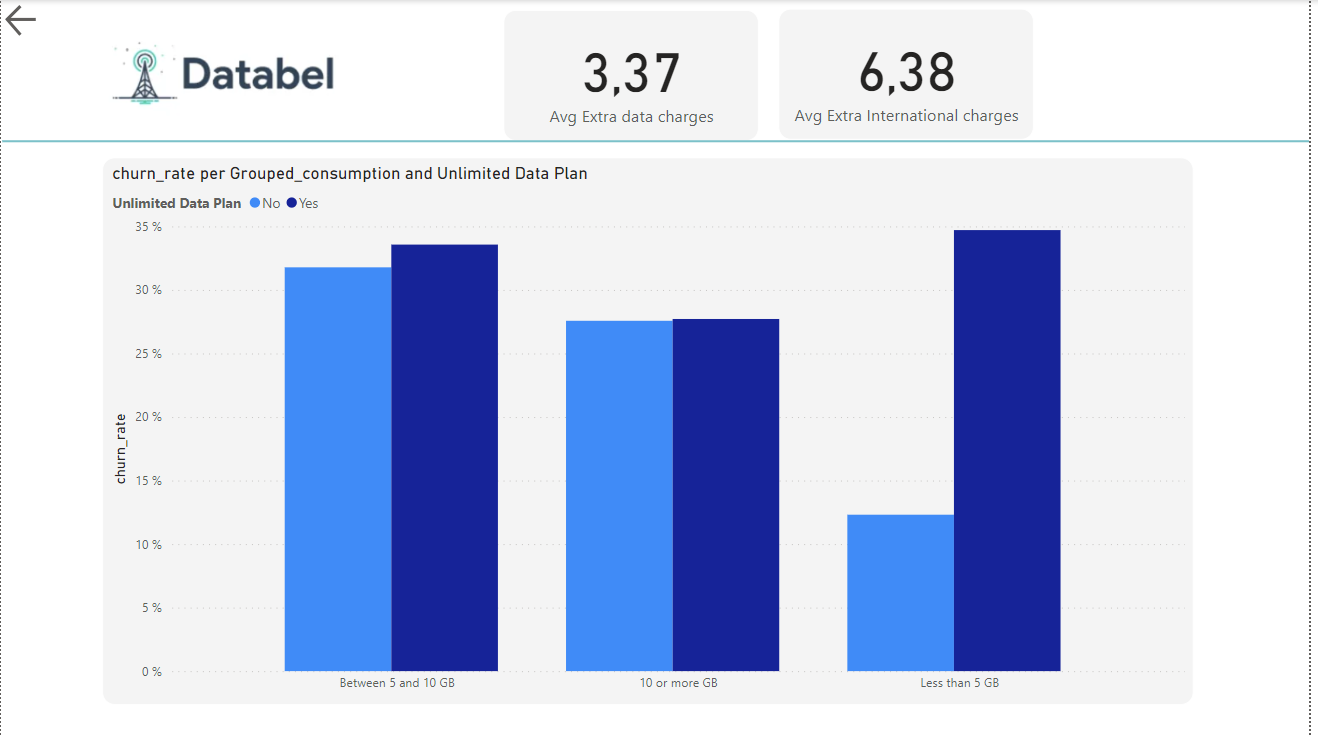 Databel
3,37
Avg Extra data charges
6,38
Avg Extra International charges
churn_rate per Grouped_consumption and Unlimited Data Plan
Unlimited Data Plan No Yes
churn_rate
35 %
30 %
25 %
20 %
15 %
10 %
5 %
0 %
Between 5 and 10 GB
10 or more GB
Less than 5 GB